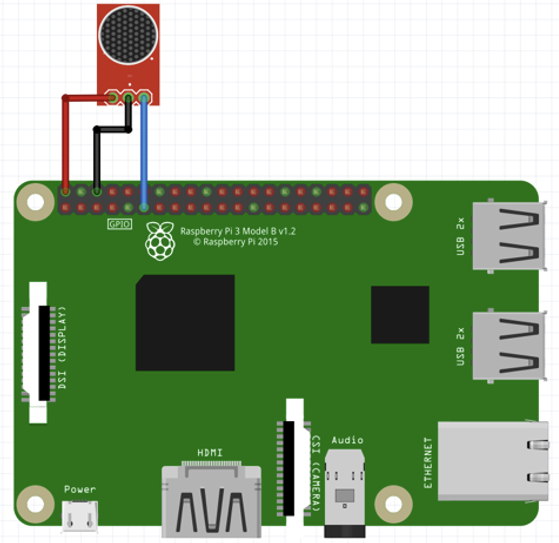 GPIO
Raspberry Pi 3 Model B v1.2
© Raspberry Pi 2015
USB 2x
DSI (DISPLAY)
USB 2x
HDMI
CSI (CAMERA)
Audio
ETHERNET
Power